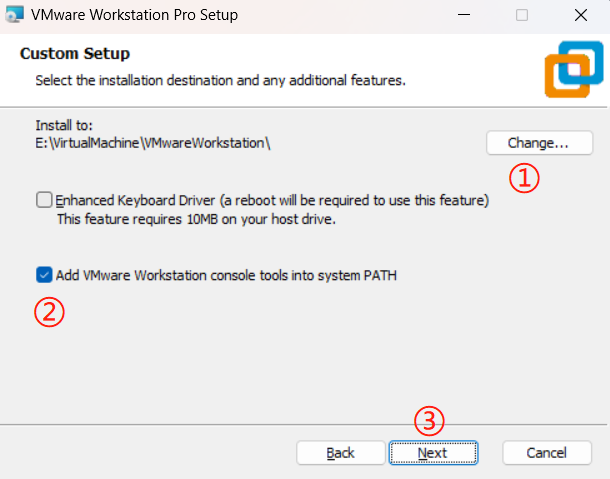 VMware Workstation Pro Setup
Custom Setup
Select the installation destination and any additional features.
Install to:
E:\VirtualMachine\VMwareWorkstation\
Change...
①
Enhanced Keyboard Driver (a reboot will be required to use this feature)
This feature requires 10MB on your host drive.
Add VMware Workstation console tools into system PATH
②
③
Back
Next
Cancel